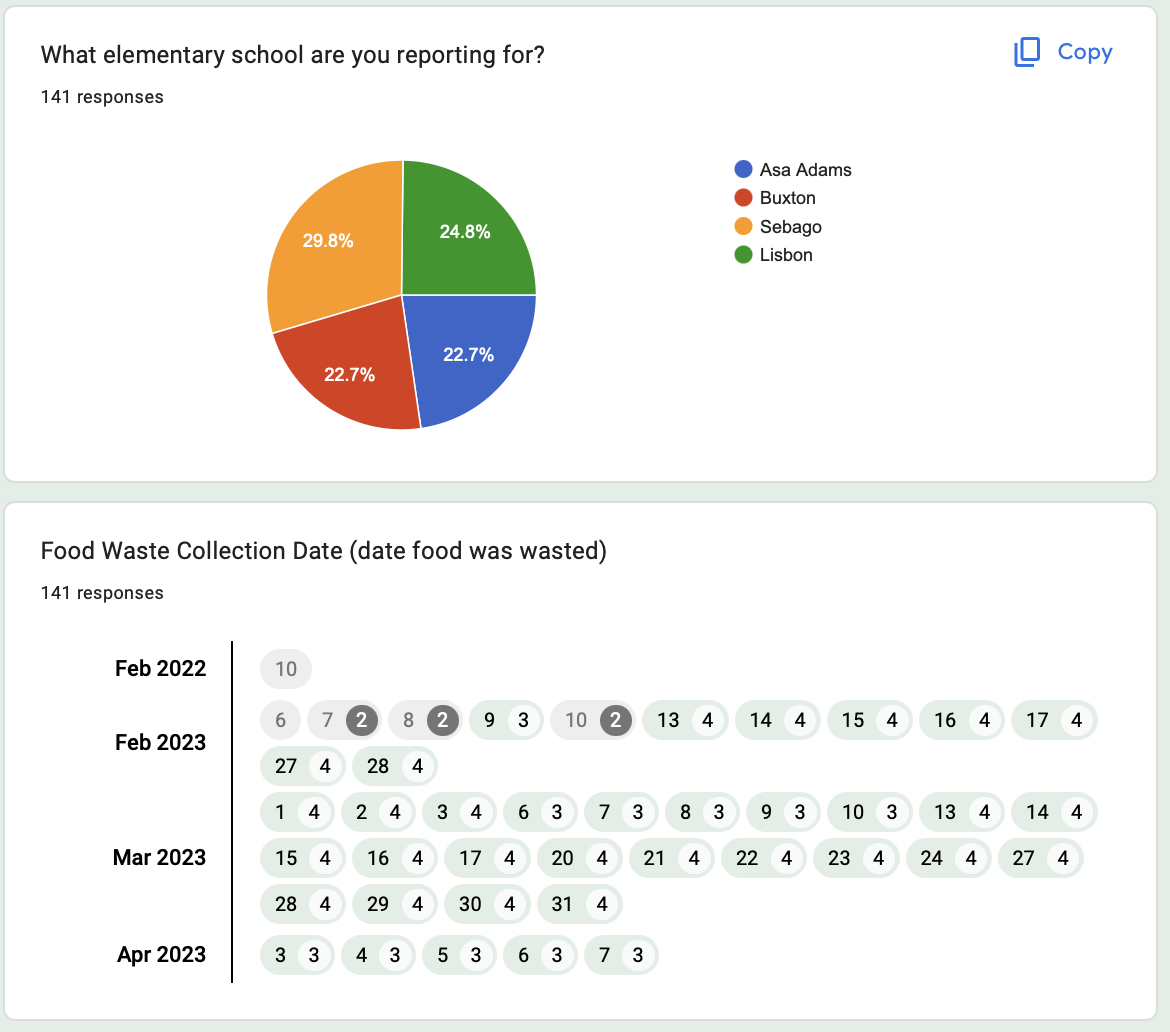 What elementary school are you reporting for?
Copy
141 responses
29.8%
24.8%
22.7%
22.7%
Asa Adams
Buxton
Sebago
Lisbon
Food Waste Collection Date (date food was wasted)
141 responses
Feb 2022
10
Feb 2023
6 7 2 8 2 9 3 10 2 13 4 14 4 15 4 16 4 17 4
27 4 28 4
Mar 2023
1 4 2 4 3 4 6 3 7 3 8 3 9 3 10 3 13 4 14 4
15 4 16 4 17 4 20 4 21 4 22 4 23 4 24 4 27 4
28 4 29 4 30 4 31 4
Apr 2023
3 3 4 3 5 3 6 3 7 3